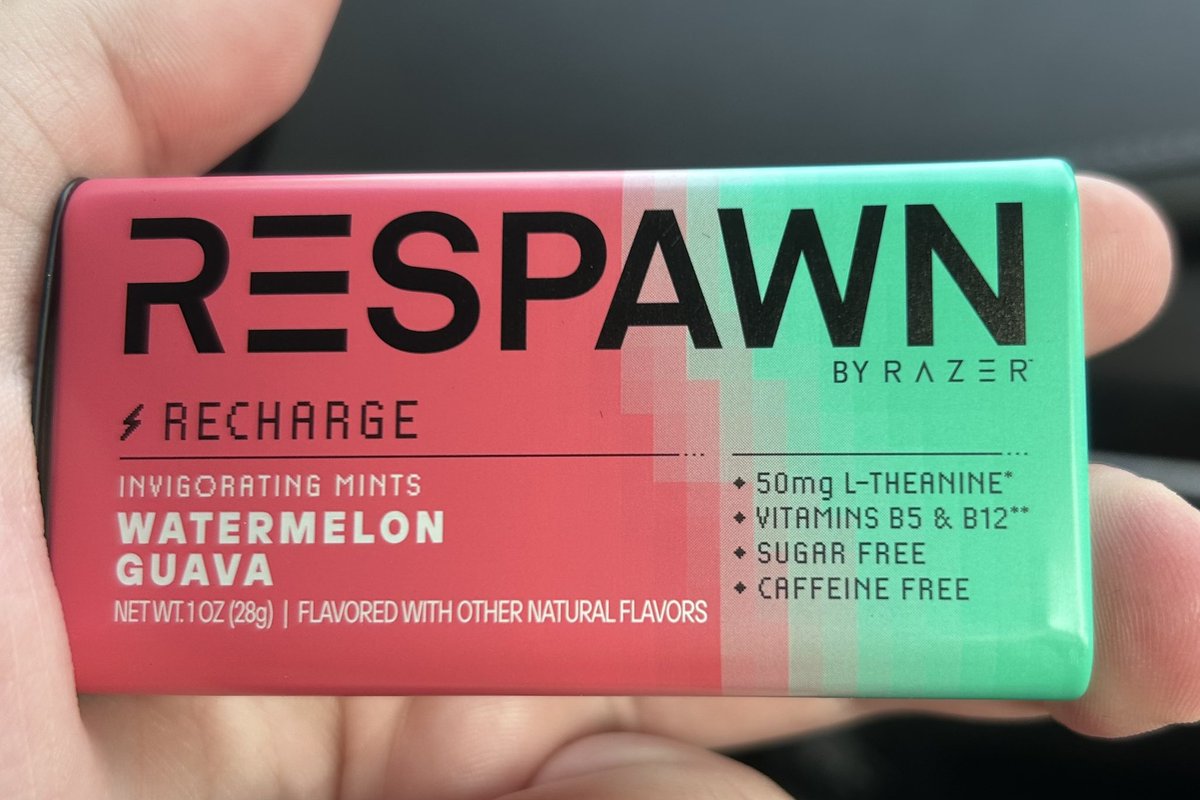 RESPAWN
BY RAZER™
RECHARGE
INVIGORATING MINTS
WATERMELON
GUAVA
NET WT. 1 OZ (28g) | FLAVORED WITH OTHER NATURAL FLAVORS
50mg L-THEANINE*
VITAMINS B5 & B12**
SUGAR FREE
CAFFEINE FREE